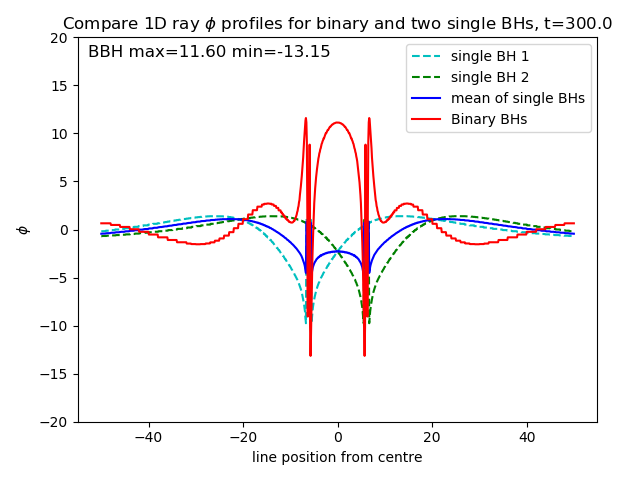 Compare 1D ray ϕ profiles for binary and two single BHs, t=300.0
BBH max=11.60 min=-13.15
single BH 1
single BH 2
mean of single BHs
Binary BHs
20
15
10
5
0
−5
−10
−15
−20
ϕ
−40 −20 0 20 40
line position from centre